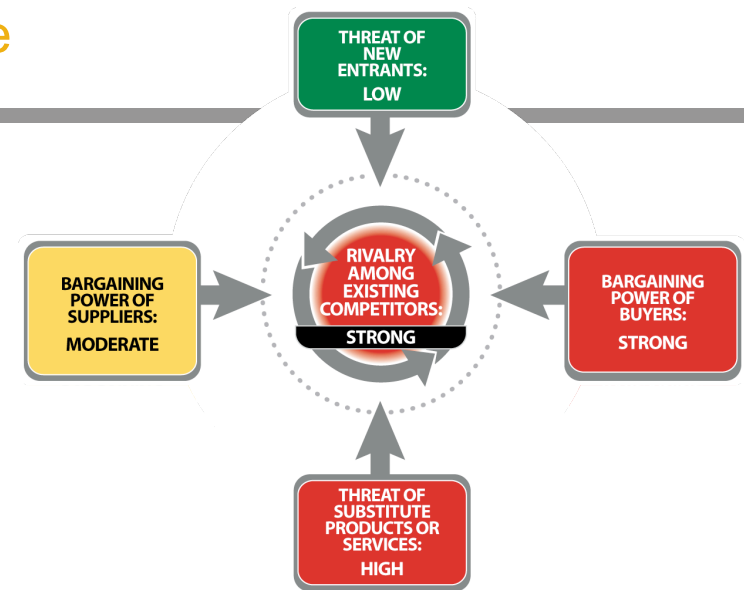 e
THREAT OF
NEW
ENTRANTS:
LOW
BARGAINING
POWER OF
SUPPLIERS:
MODERATE
RIVALRY
AMONG
EXISTING
COMPETITORS:
STRONG
BARGAINING
POWER OF
BUYERS:
STRONG
THREAT OF
SUBSTITUTE
PRODUCTS OR
SERVICES:
HIGH